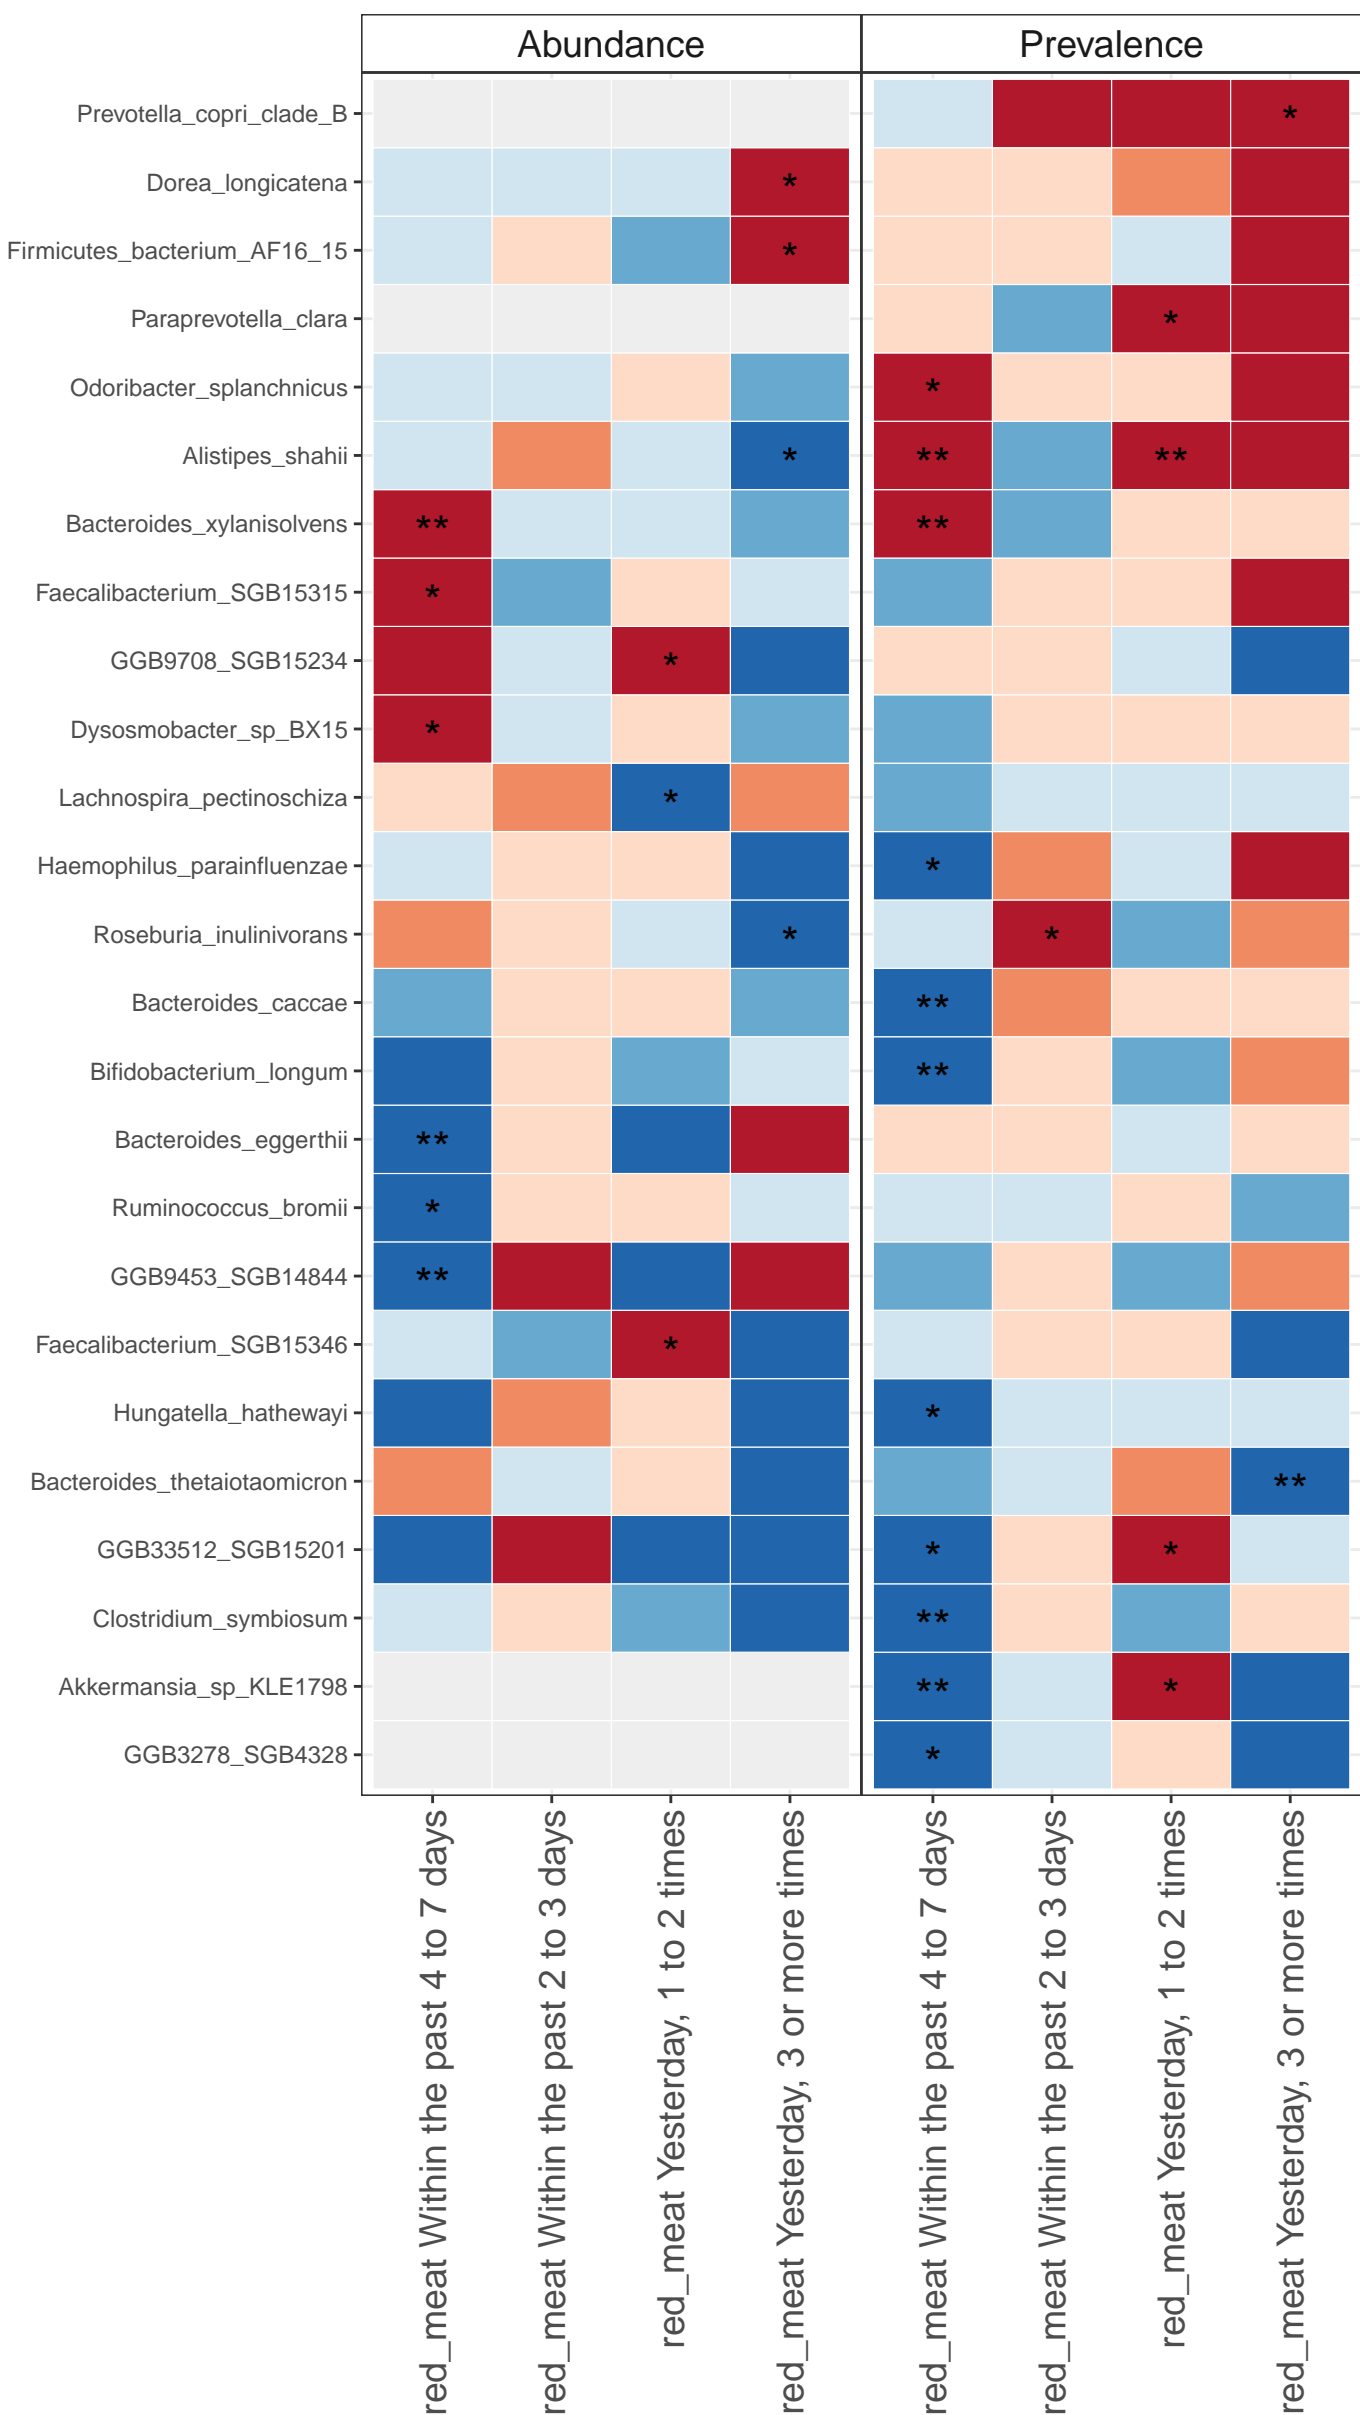 Abundance Prevalence
Prevotella_copri_clade_B *
Dorea_longicatena *
Firmicutes_bacterium_AF16_15 *
Paraprevotella_clara *
Odoribacter_splanchnicus *
Alistipes_shahii * ** **
Bacteroides_xylanisolvens ** **
Faecalibacterium_SGB15315 *
GGB9708_SGB15234 *
Dysosmobacter_sp_BX15 *
Lachnospira_pectinoschiza *
Haemophilus_parainfluenzae *
Roseburia_inulinivorans * *
Bacteroides_caccae **
Bifidobacterium_longum **
Bacteroides_eggerthii **
Ruminococcus_bromii *
GGB9453_SGB14844 **
Faecalibacterium_SGB15346 *
Hungatella_hathewayi *
Bacteroides_thetaiotaomicron **
GGB33512_SGB15201 * *
Clostridium_symbiosum **
Akkermansia_sp_KLE1798 ** *
GGB3278_SGB4328 *
red_meat Within the past 4 to 7 days
red_meat Within the past 2 to 3 days
red_meat Yesterday, 1 to 2 times
red_meat Yesterday, 3 or more times
red_meat Within the past 4 to 7 days
red_meat Within the past 2 to 3 days
red_meat Yesterday, 1 to 2 times
red_meat Yesterday, 3 or more times